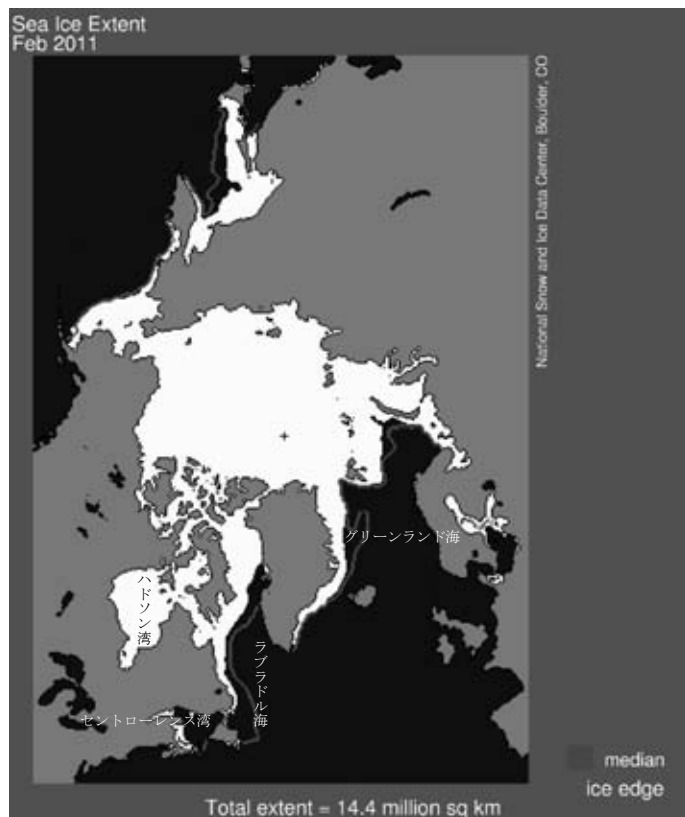 Sea Ice Extent
Feb 2011
National Snow and Ice Data Center, Boulder, CO
グリーンランド海
ハドソン湾
ラブラドル海
セントローレンス湾
median
ice edge
Total extent = 14.4 million sq km